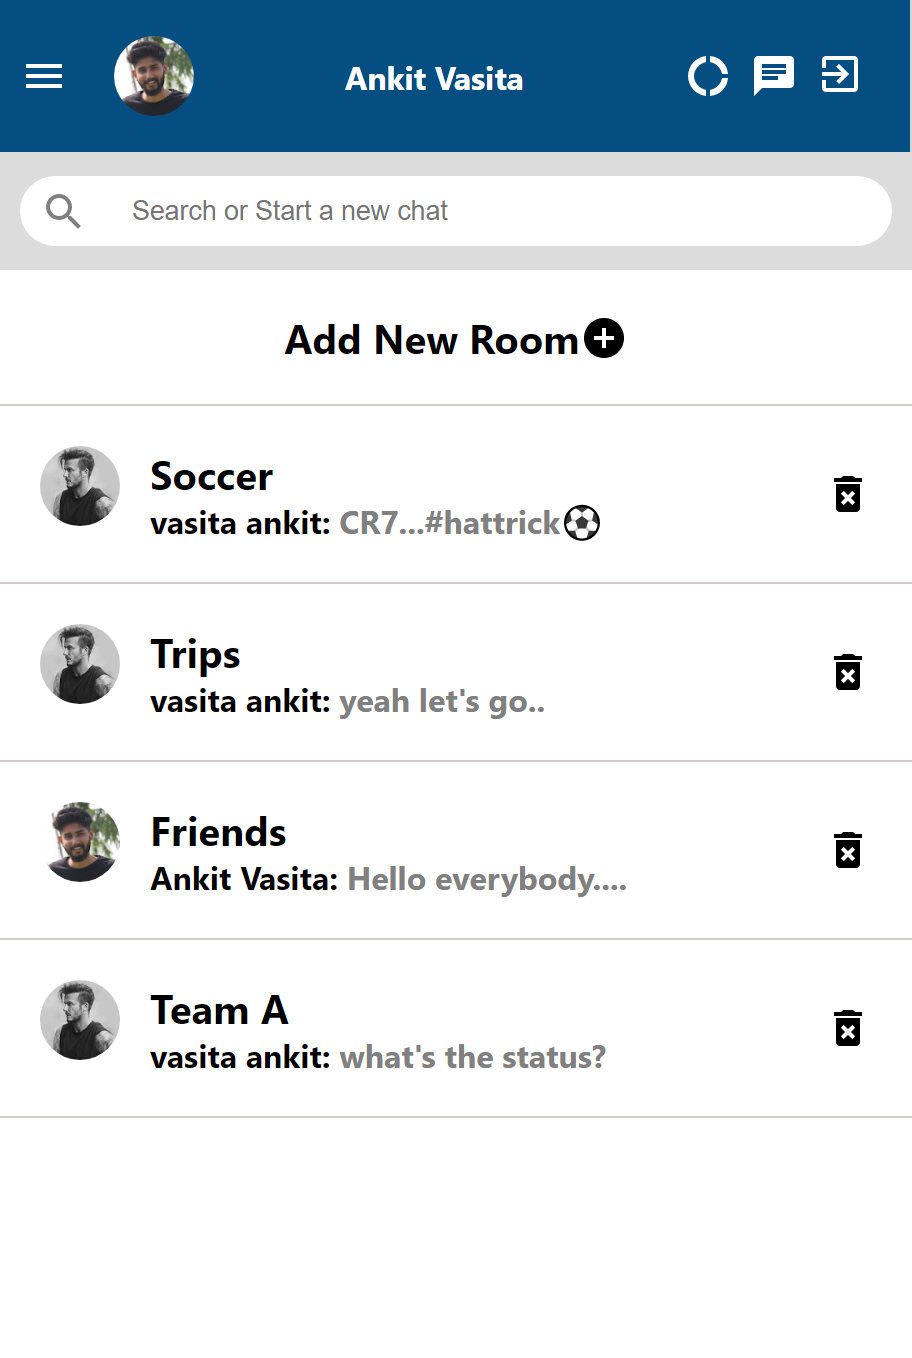 Ankit Vasita
Search or Start a new chat
Add New Room
Soccer
vasita ankit: CR7...#hattrick⚽
Trips
vasita ankit: yeah let's go..
Friends
Ankit Vasita: Hello everybody....
Team A
vasita ankit: what's the status?